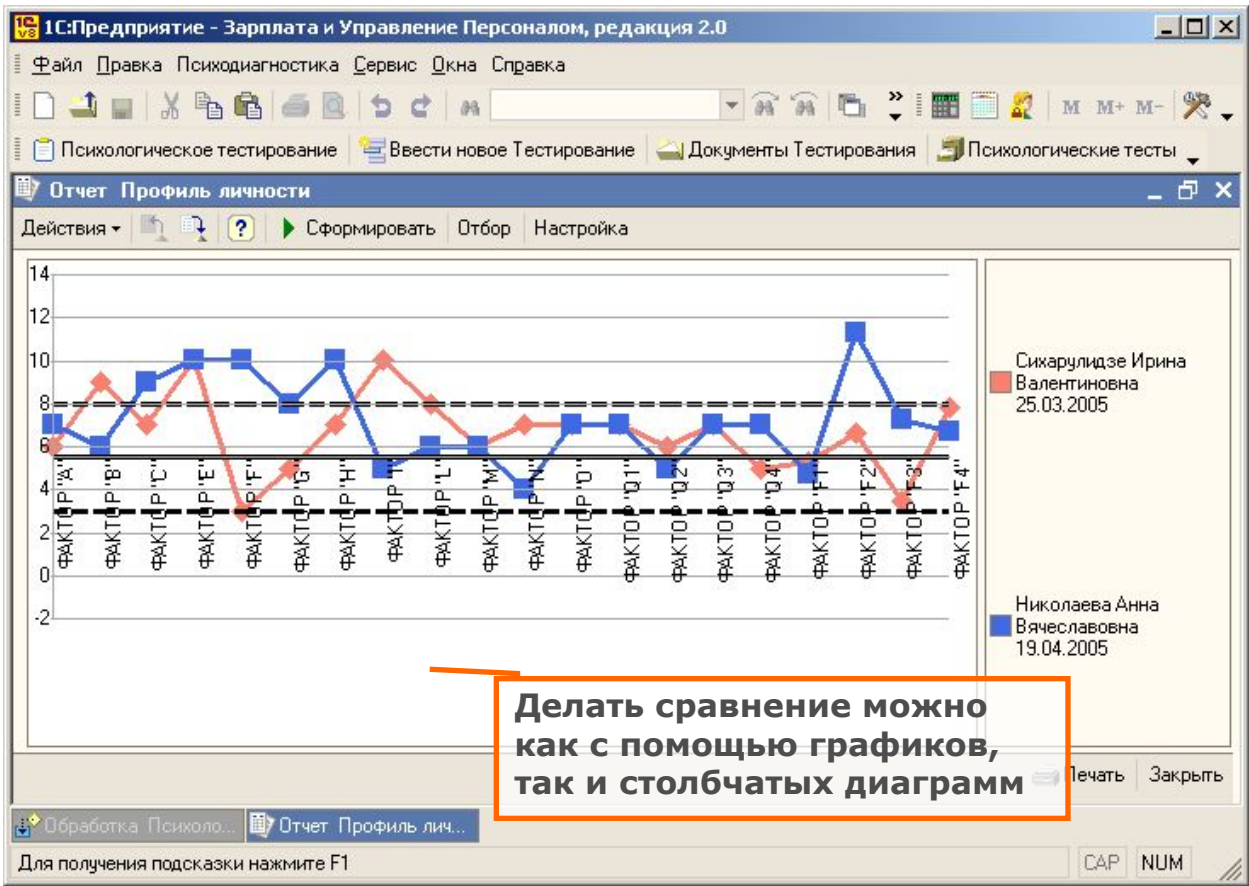 1С:Предприятие - Зарплата и Управление Персоналом, редакция 2.0
Файл Правка Психодиагностика Сервис Окна Справка
M M+ M-
Психологическое тестирование Ввести новое Тестирование Документы Тестирования Психологические тесты
Отчет Профиль личности
Действия Сформировать Отбор Настройка
14
12
10
8
6
4
2
0
-2
ФАКТОР "A"
ФАКТОР "B"
ФАКТОР "C"
ФАКТОР "E"
ФАКТОР "F"
ФАКТОР "G"
ФАКТОР "H"
ФАКТОР "I"
ФАКТОР "L"
ФАКТОР "M"
ФАКТОР "N"
ФАКТОР "O"
ФАКТОР "Q1"
ФАКТОР "Q2"
ФАКТОР "Q3"
ФАКТОР "Q4"
ФАКТОР "F1"
ФАКТОР "F2"
ФАКТОР "F3"
ФАКТОР "F4"
Сихарулидзе Ирина
Валентиновна
25.03.2005
Николаева Анна
Вячеславовна
19.04.2005
Делать сравнение можно
как с помощью графиков,
так и столбчатых диаграмм
Печать Закрыть
Обработка Психоло... Отчет Профиль лич...
Для получения подсказки нажмите F1
CAP NUM